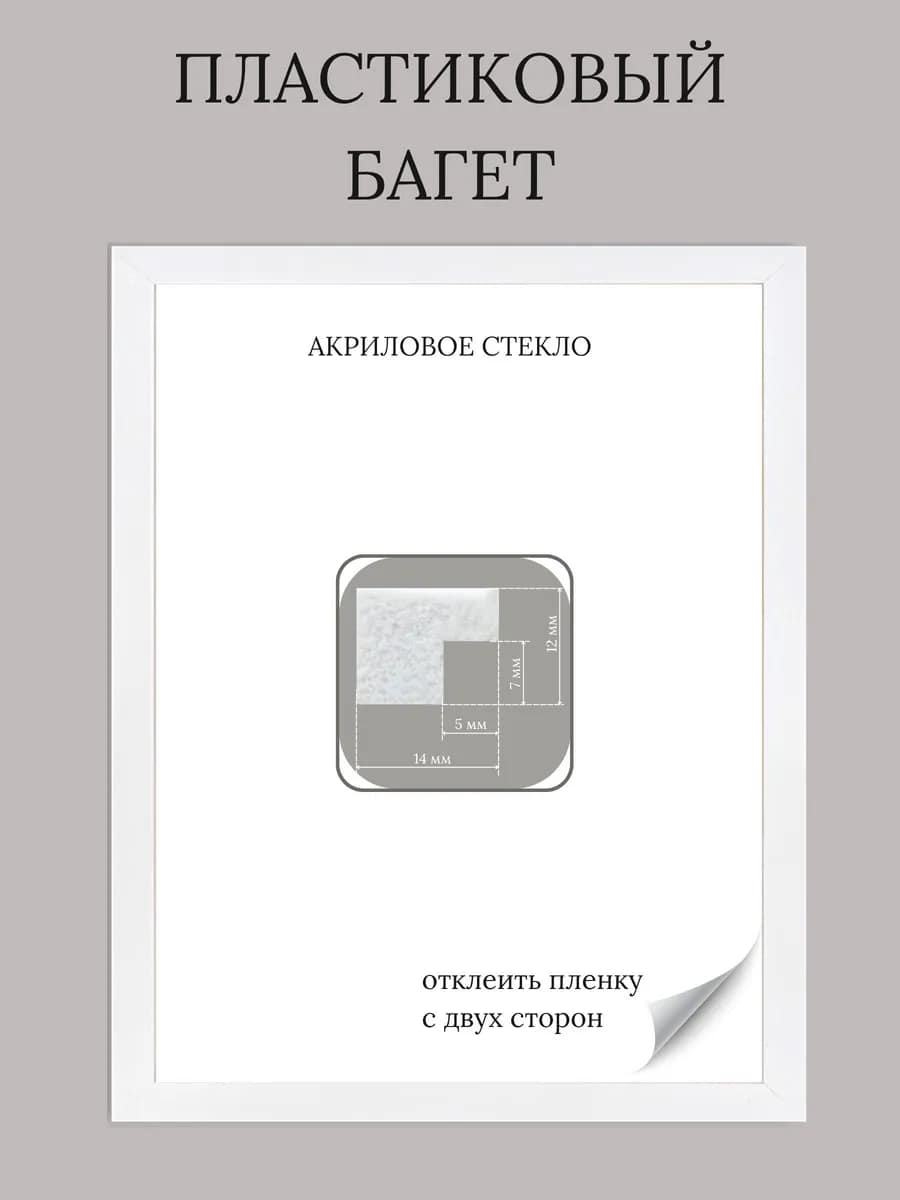 ПЛАСТИКОВЫЙ
БАГЕТ
АКРИЛОВОЕ СТЕКЛО
12 мм
7 мм
5 мм
14 мм
отклеить пленку
с двух сторон